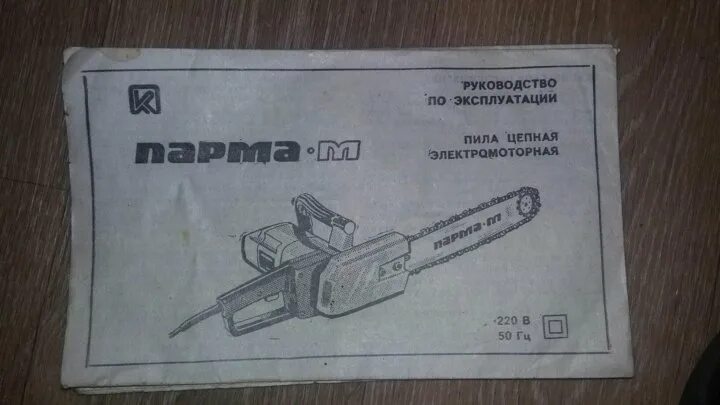 РУКОВОДСТВО
ПО ЭКСПЛУАТАЦИИ
К
парма·м
ПИЛА ЦЕПНАЯ
ЭЛЕКТРОМОТОРНАЯ
парма·м
220 В
50 Гц